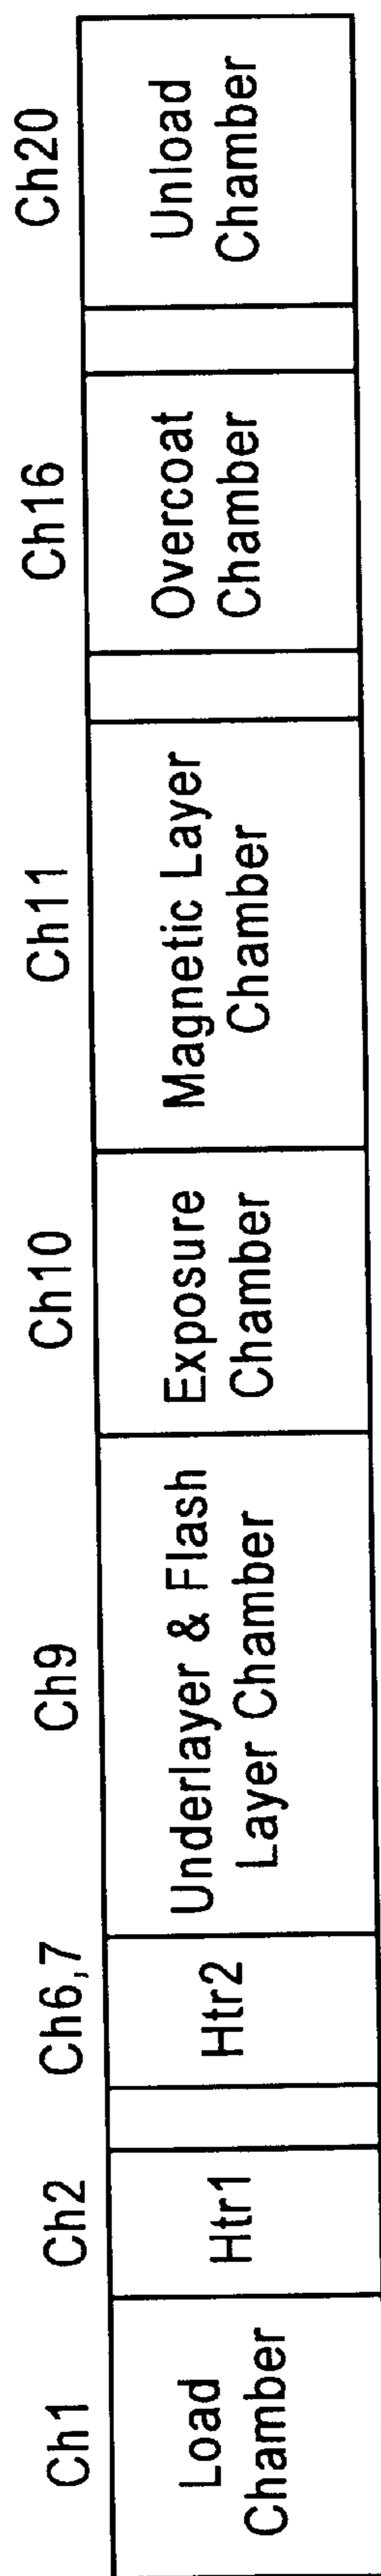 Ch1
Load
Chamber
Ch2
Htr1
Ch6,7
Htr2
Ch9
Underlayer & Flash
Layer Chamber
Ch10
Exposure
Chamber
Ch11
Magnetic Layer
Chamber
Ch16
Overcoat
Chamber
Ch20
Unload
Chamber